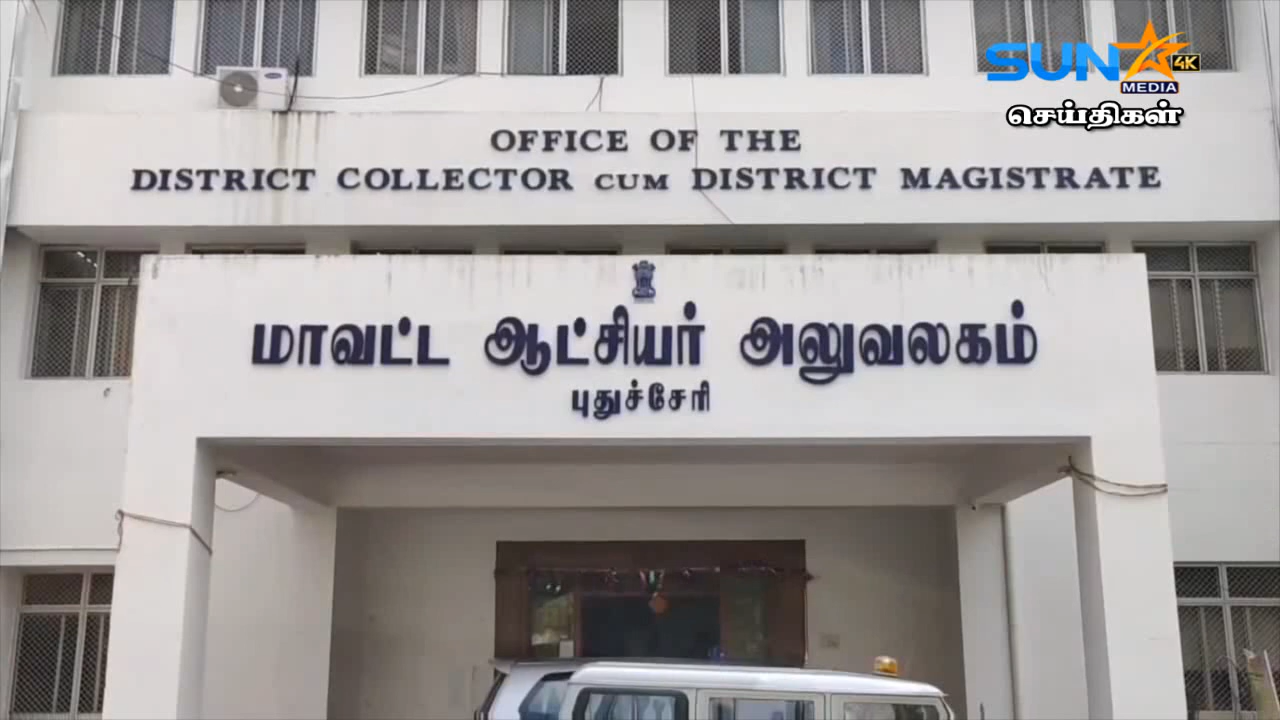 SUN
4K
MEDIA
செய்திகள்
OFFICE OF THE
DISTRICT COLLECTOR CUM DISTRICT MAGISTRATE
மாவட்ட ஆட்சியர் அலுவலகம்
புதுச்சேரி